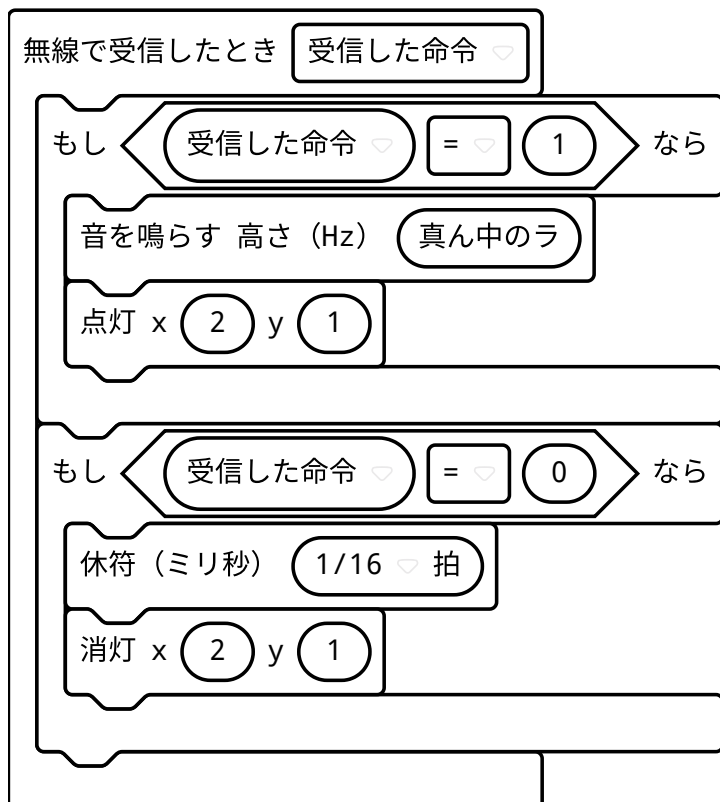 無線で受信したとき 受信した命令
もし 受信した命令 = 1 なら
音を鳴らす 高さ（Hz） 真ん中のラ
点灯 x 2 y 1
もし 受信した命令 = 0 なら
休符（ミリ秒） 1/16 拍
消灯 x 2 y 1